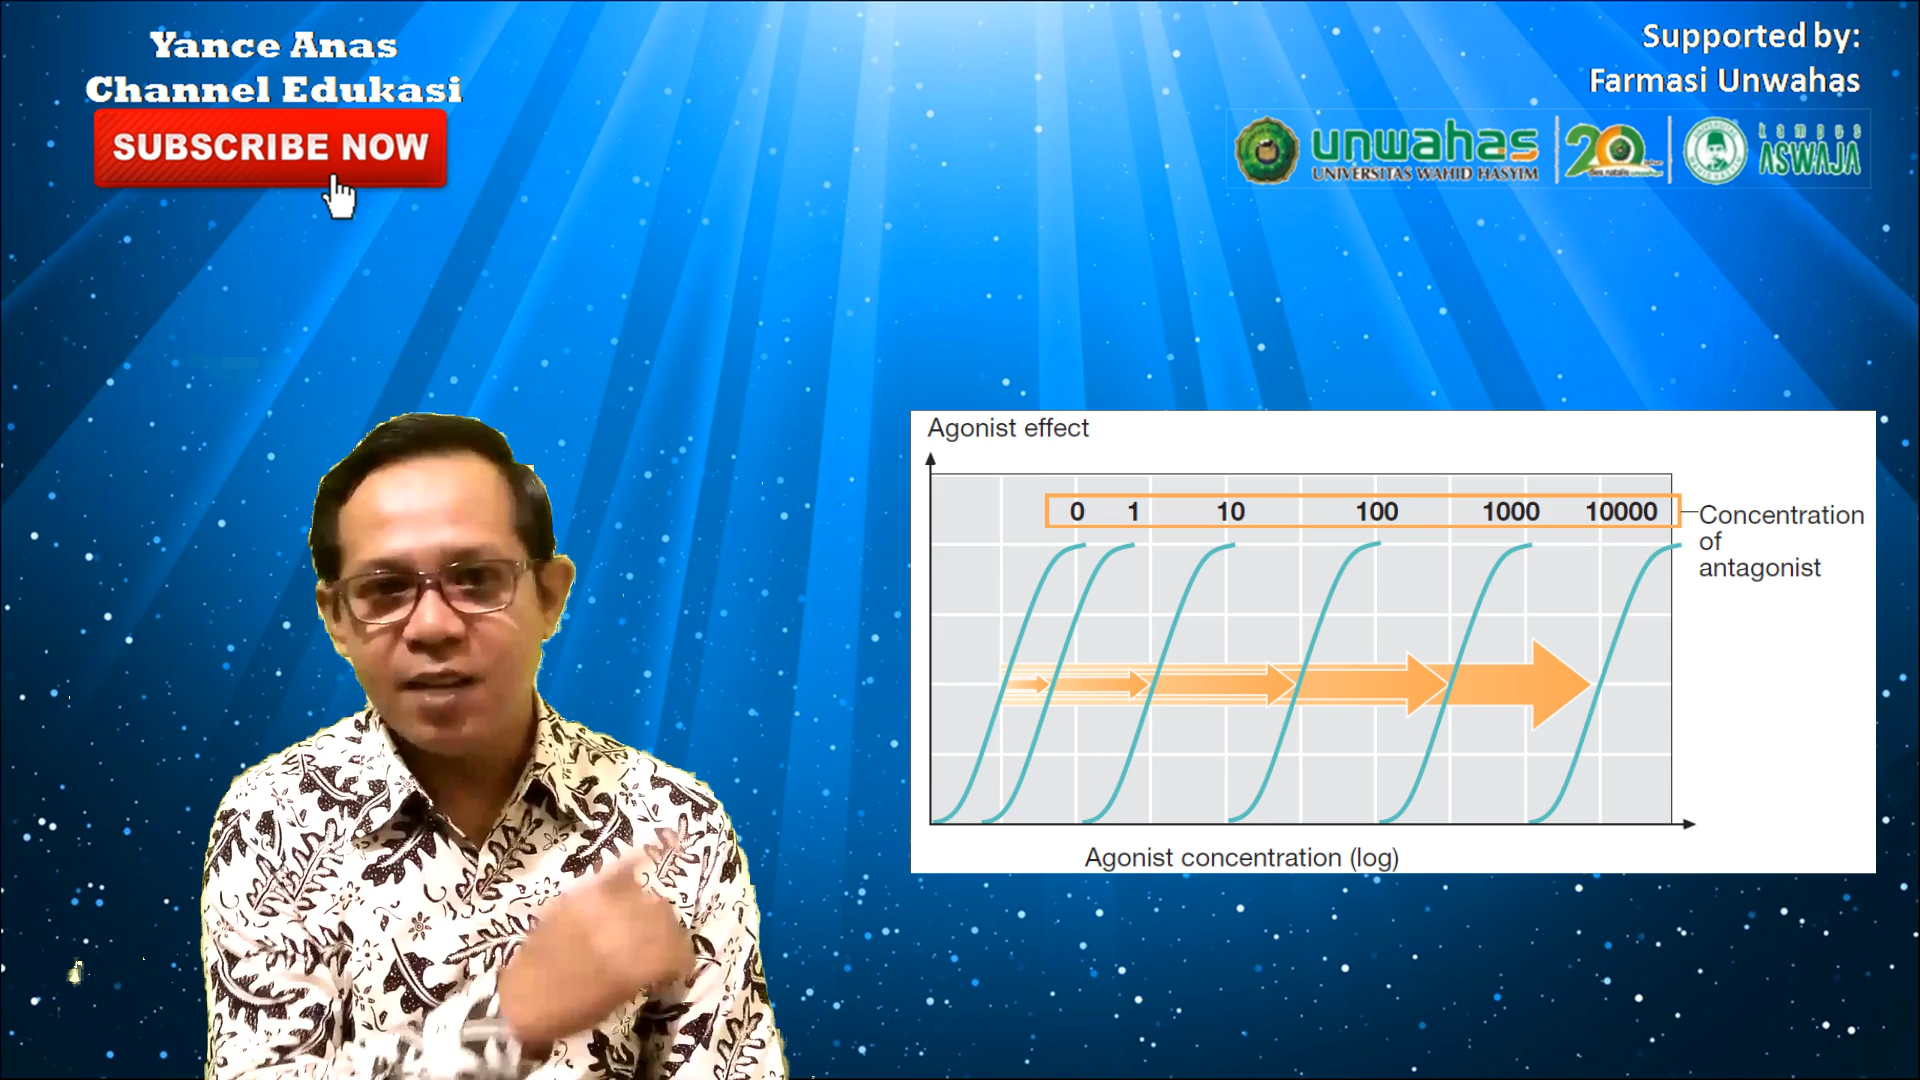 Yance Anas
Channel Edukasi
SUBSCRIBE NOW
Supported by:
Farmasi Unwahas
unwahas
UNIVERSITAS WAHID HASYIM
20
kampus
ASWAJA
Agonist effect
0 1 10 100 1000 10000
Concentration
of
antagonist
Agonist concentration (log)